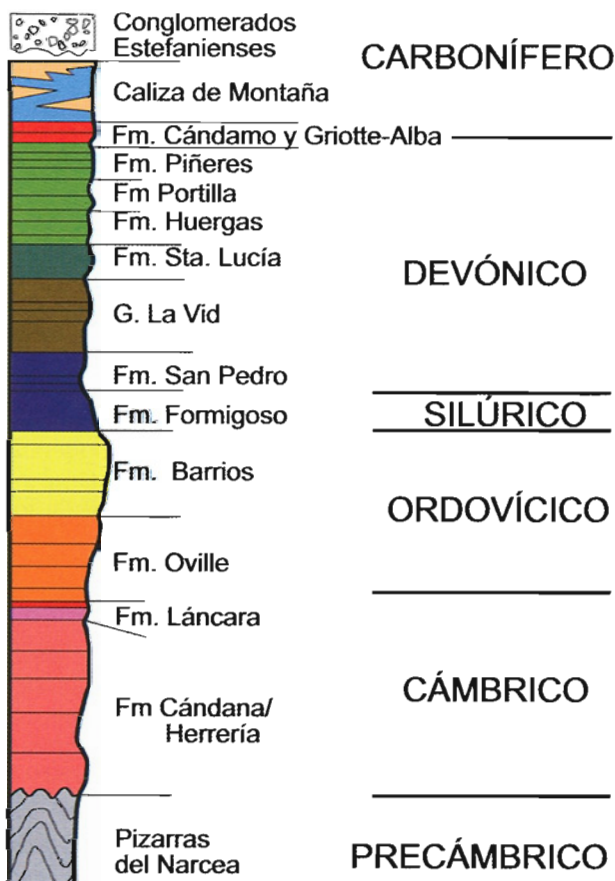 Conglomerados
Estefanienses
CARBONÍFERO
Caliza de Montaña
Fm. Cándamo y Griotte-Alba
Fm. Piñeres
Fm Portilla
Fm. Huergas
Fm. Sta. Lucía
DEVÓNICO
G. La Vid
Fm. San Pedro
Fm. Formigoso
SILÚRICO
Fm. Barrios
ORDOVÍCICO
Fm. Oville
Fm. Láncara
CÁMBRICO
Fm Cándana/
Herrería
Pizarras
del Narcea
PRECÁMBRICO